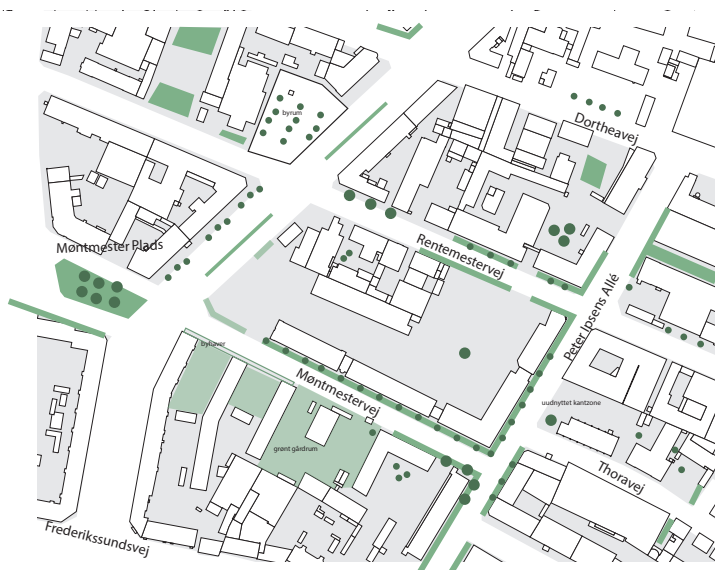 byrum
Dortheavej
Møntmester Plads
Rentemestervej
Peter Ipsens Allé
byhaver
Møntmestervej
uudnyttet kantzone
grønt gårdrum
Thoravej
Frederikssundsvej